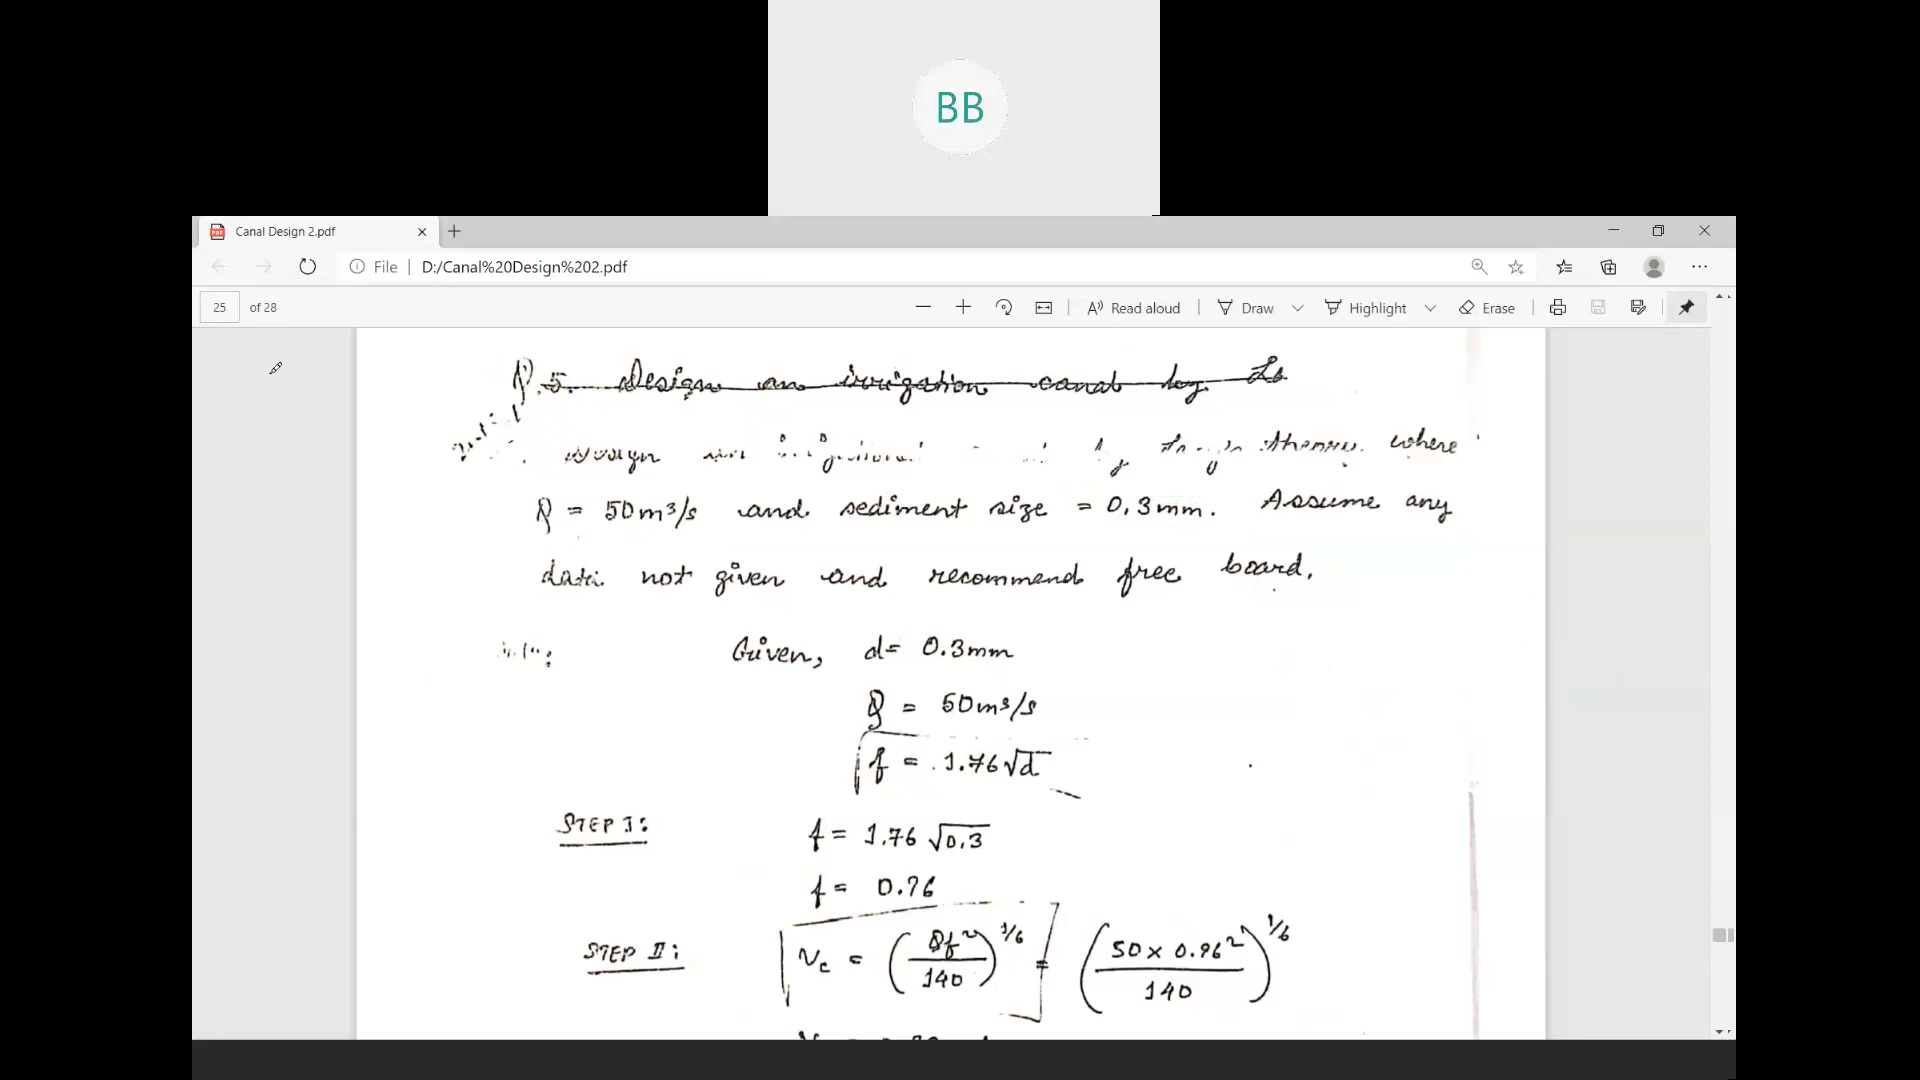 BB
Canal Design 2.pdf
File D:/Canal%20Design%202.pdf
25 of 28 Read aloud Draw Highlight Erase
5. Design an irrigation canal by La
where
Q = 50m³/s and sediment size = 0.3mm. Assume any
data not given and recommend free board.
Given, d= 0.3mm
Q = 50m³/s
f = 1.76√d
STEP I: f = 1.76 √0.3
f = 0.96
STEP II: Vc = (Qf²/140)^1/6 = (50 x 0.96²/140)^1/6